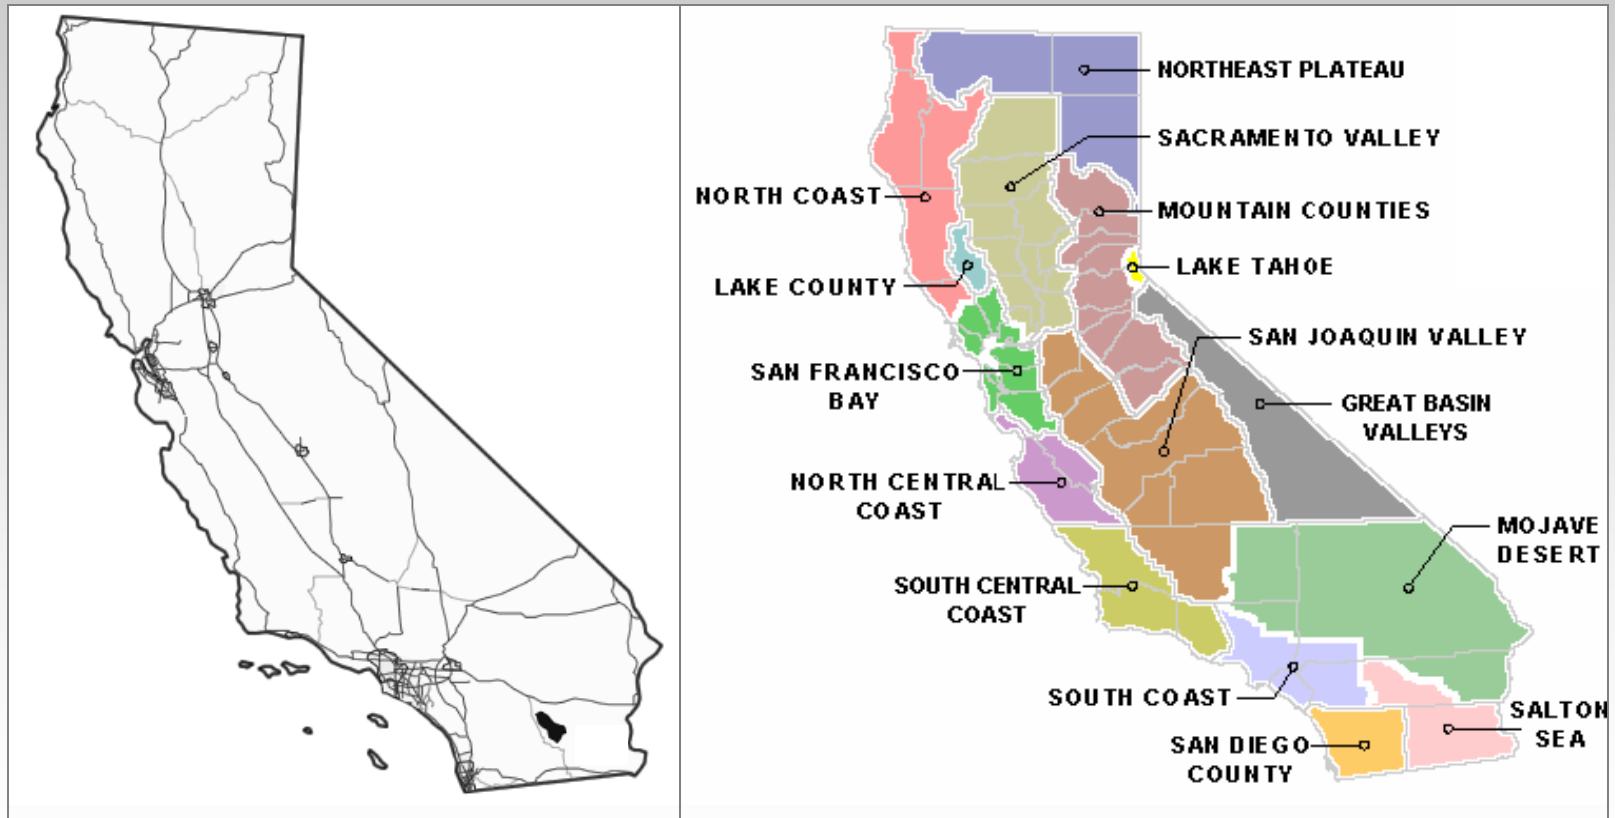 NORTHEAST PLATEAU
SACRAMENTO VALLEY
NORTH COAST
MOUNTAIN COUNTIES
LAKE TAHOE
LAKE COUNTY
SAN JOAQUIN VALLEY
SAN FRANCISCO
BAY
GREAT BASIN
VALLEYS
NORTH CENTRAL
COAST
MOJAVE
DESERT
SOUTH CENTRAL
COAST
SOUTH COAST
SALTON
SEA
SAN DIEGO
COUNTY